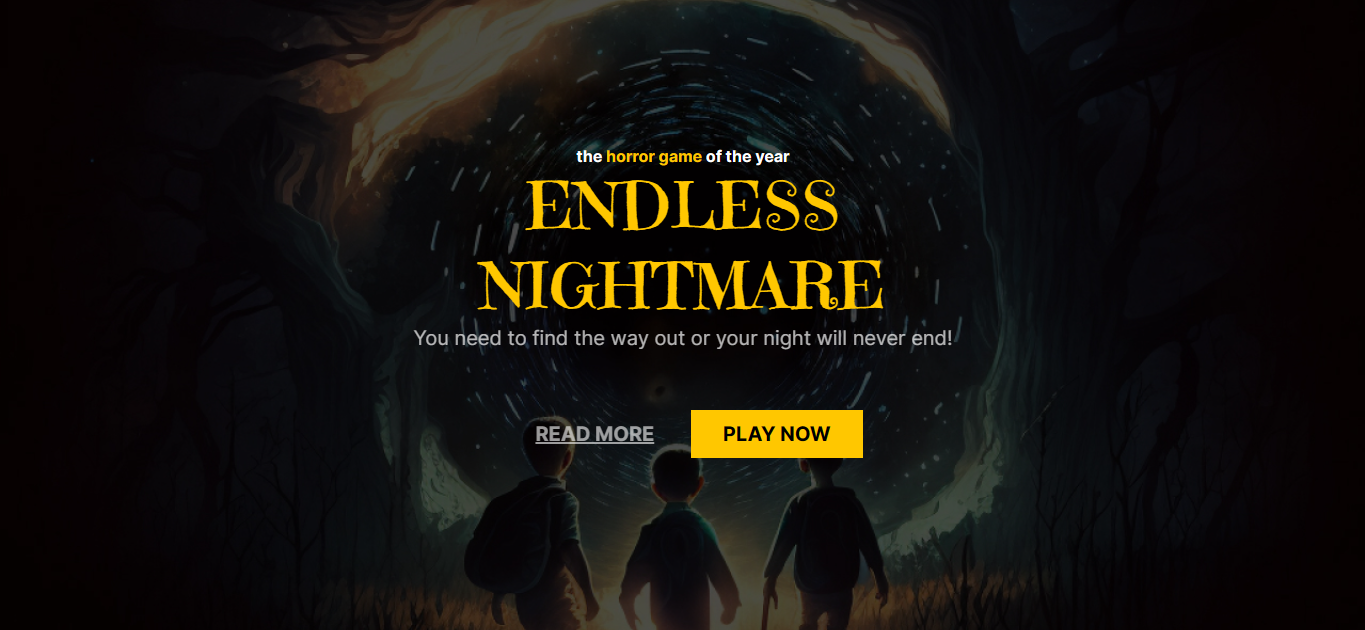 the horror game of the year
ENDLESS
NIGHTMARE
You need to find the way out or your night will never end!
READ MORE
PLAY NOW